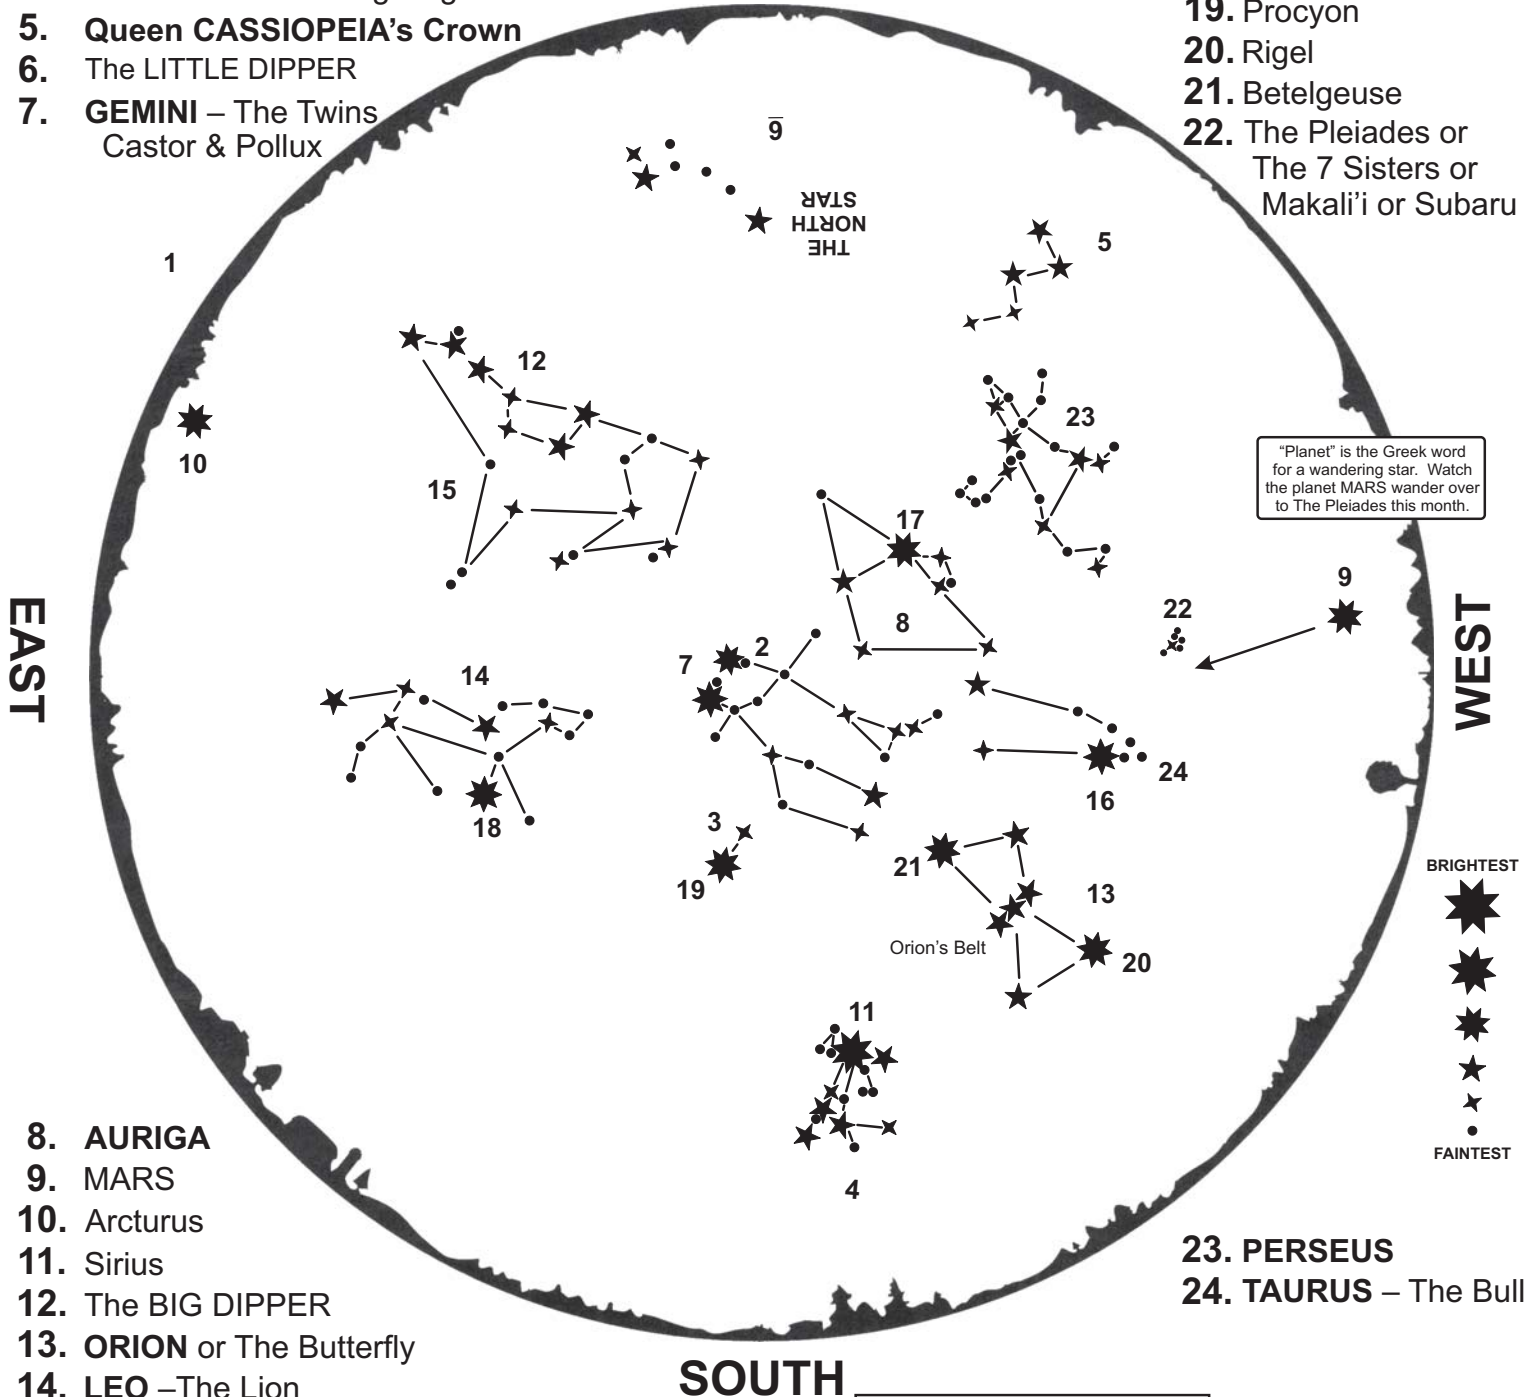 5. Queen CASSIOPEIA's Crown
6. The LITTLE DIPPER
7. GEMINI – The Twins
Castor & Pollux
19. Procyon
20. Rigel
21. Betelgeuse
22. The Pleiades or
The 7 Sisters or
Makali'i or Subaru
6
THE
NORTH
STAR
5
1
12
10
15
23
"Planet" is the Greek word
for a wandering star. Watch
the planet MARS wander over
to The Pleiades this month.
17
9
22
8
EAST
WEST
2
7
14
24
16
18
3
19
21
13
Orion's Belt
20
BRIGHTEST
FAINTEST
11
4
8. AURIGA
9. MARS
10. Arcturus
11. Sirius
12. The BIG DIPPER
13. ORION or The Butterfly
14. LEO –The Lion
23. PERSEUS
24. TAURUS – The Bull
SOUTH